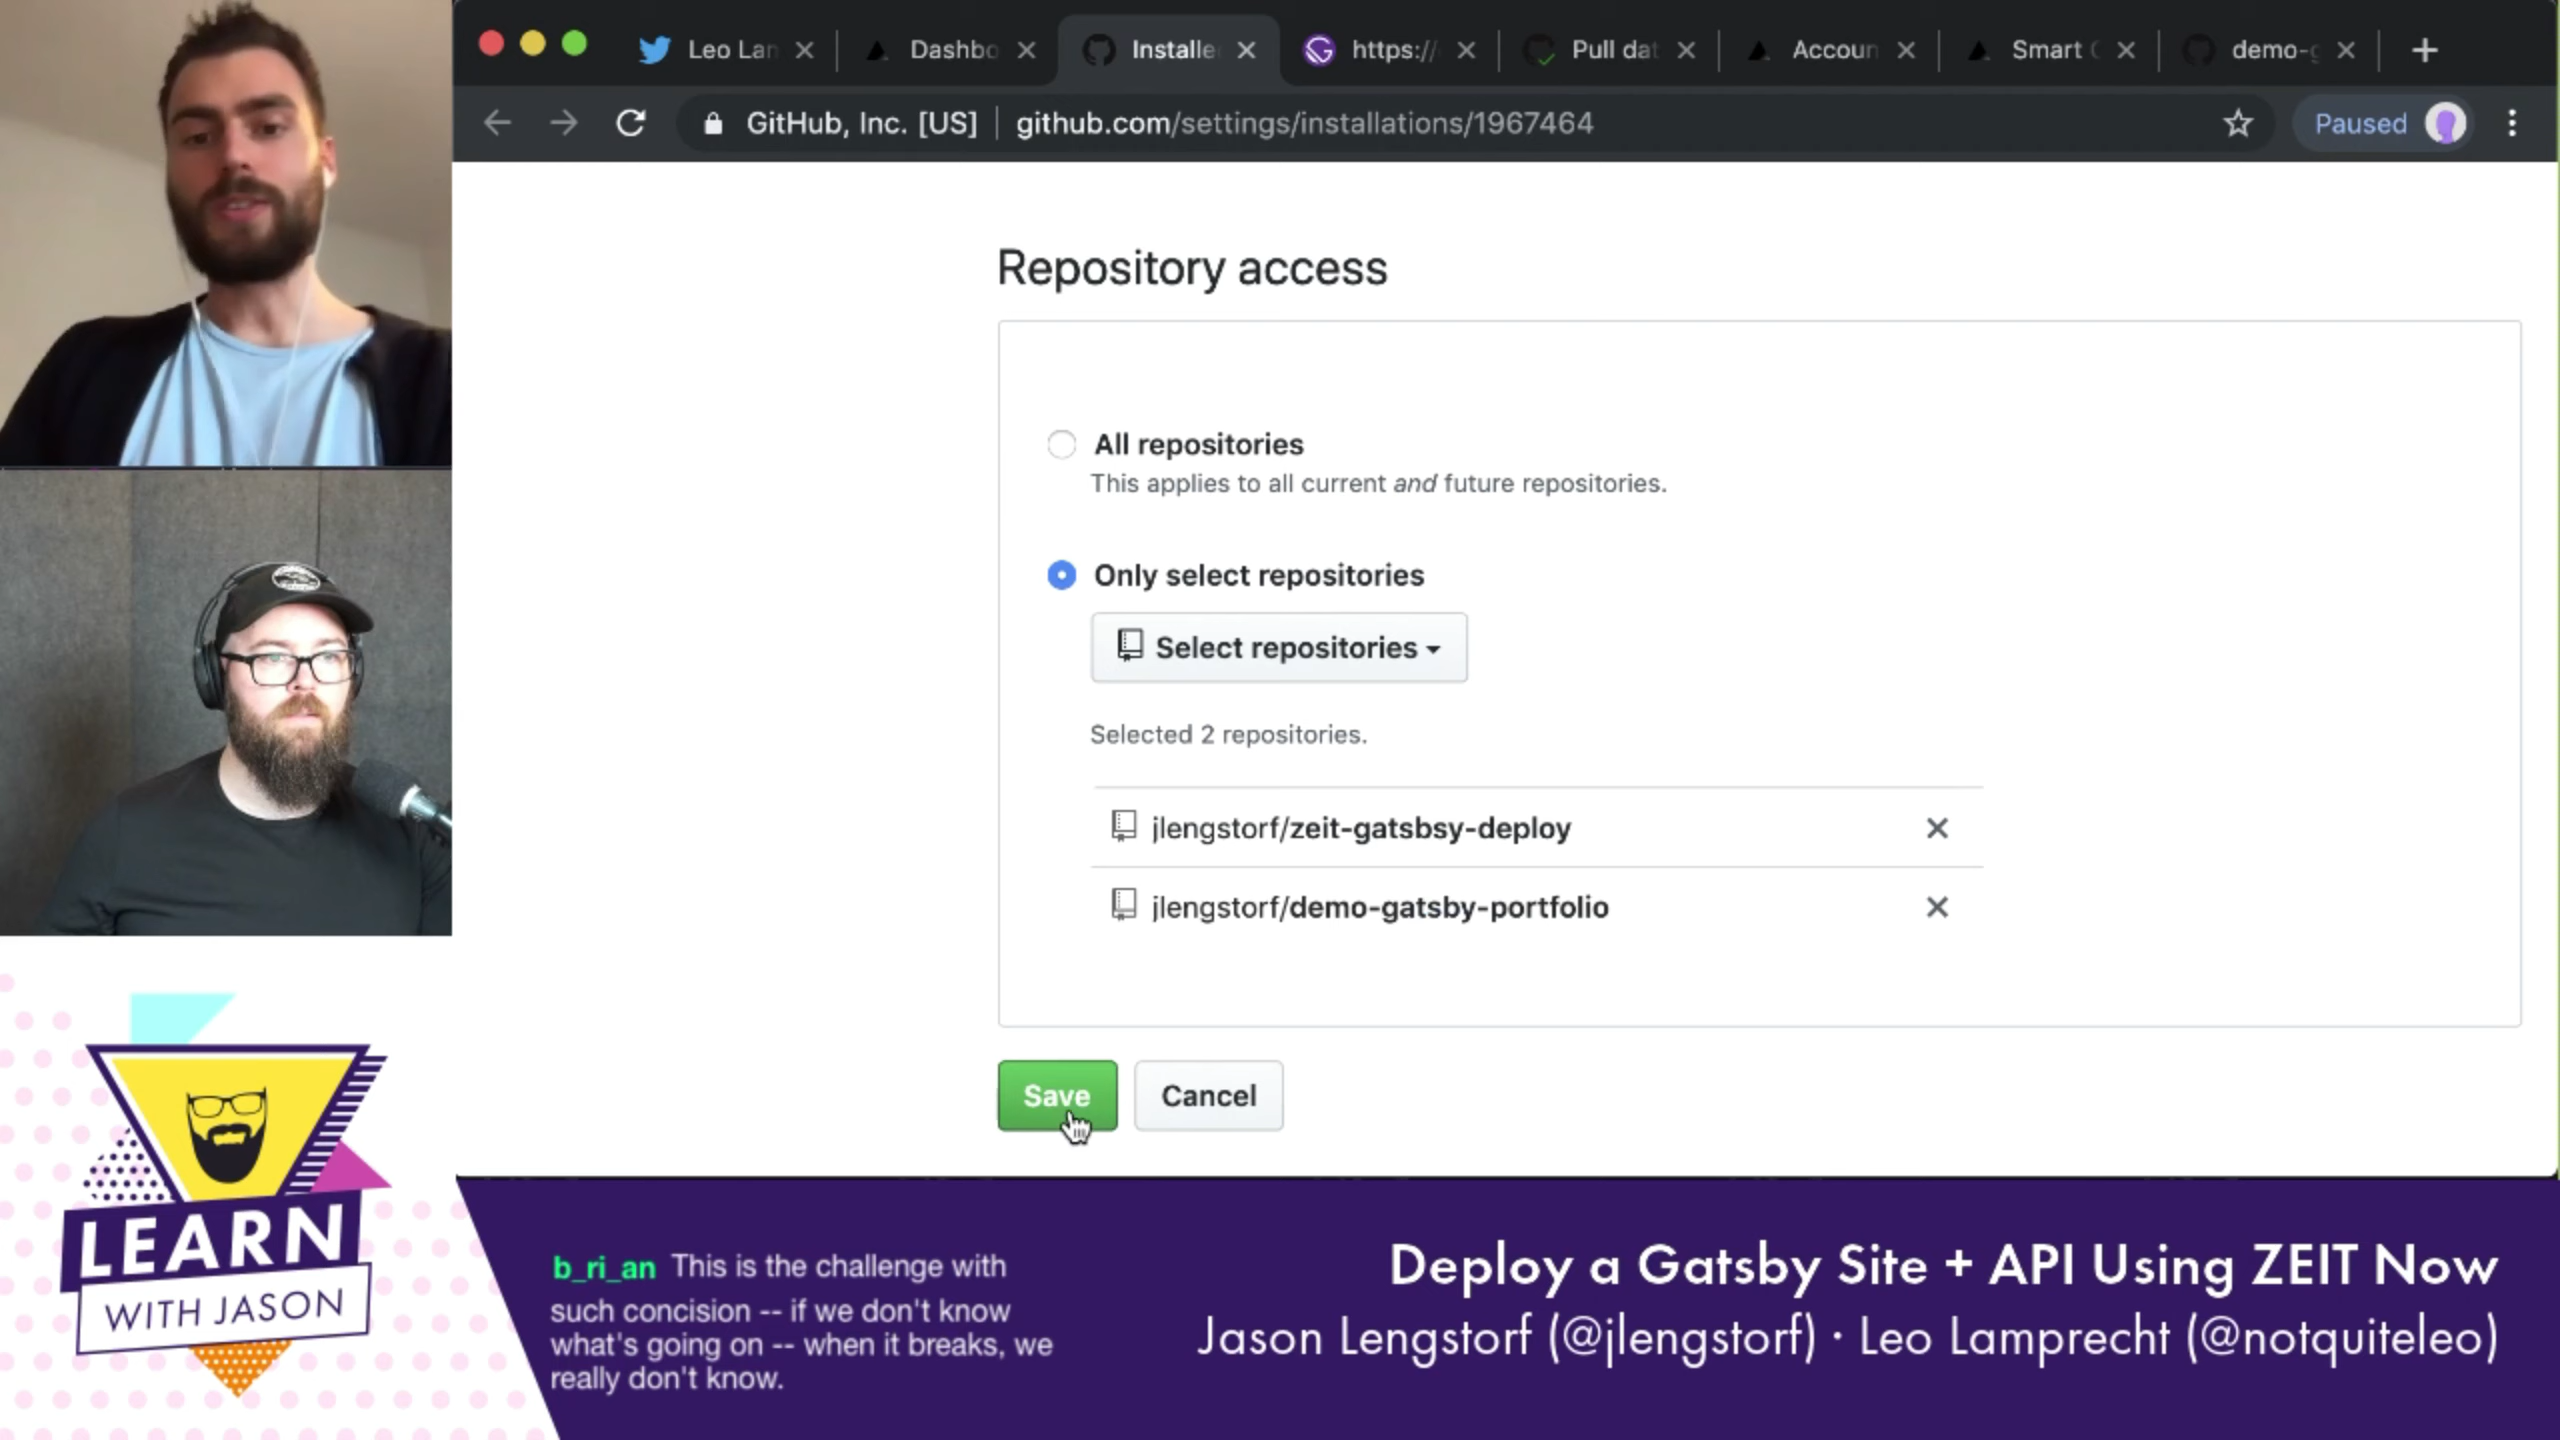 Leo Lan
Dashbo
Installe
https://
Pull dat
Accoun
Smart (
demo-g
GitHub, Inc. [US] | github.com/settings/installations/1967464
Paused
Repository access
All repositories
This applies to all current and future repositories.
Only select repositories
Select repositories
Selected 2 repositories.
jlengstorf/zeit-gatsbsy-deploy
jlengstorf/demo-gatsby-portfolio
Save
Cancel
LEARN
WITH JASON
b_ri_an This is the challenge with
such concision -- if we don't know
what's going on -- when it breaks, we
really don't know.
Deploy a Gatsby Site + API Using ZEIT Now
Jason Lengstorf (@jlengstorf) · Leo Lamprecht (@notquiteleo)